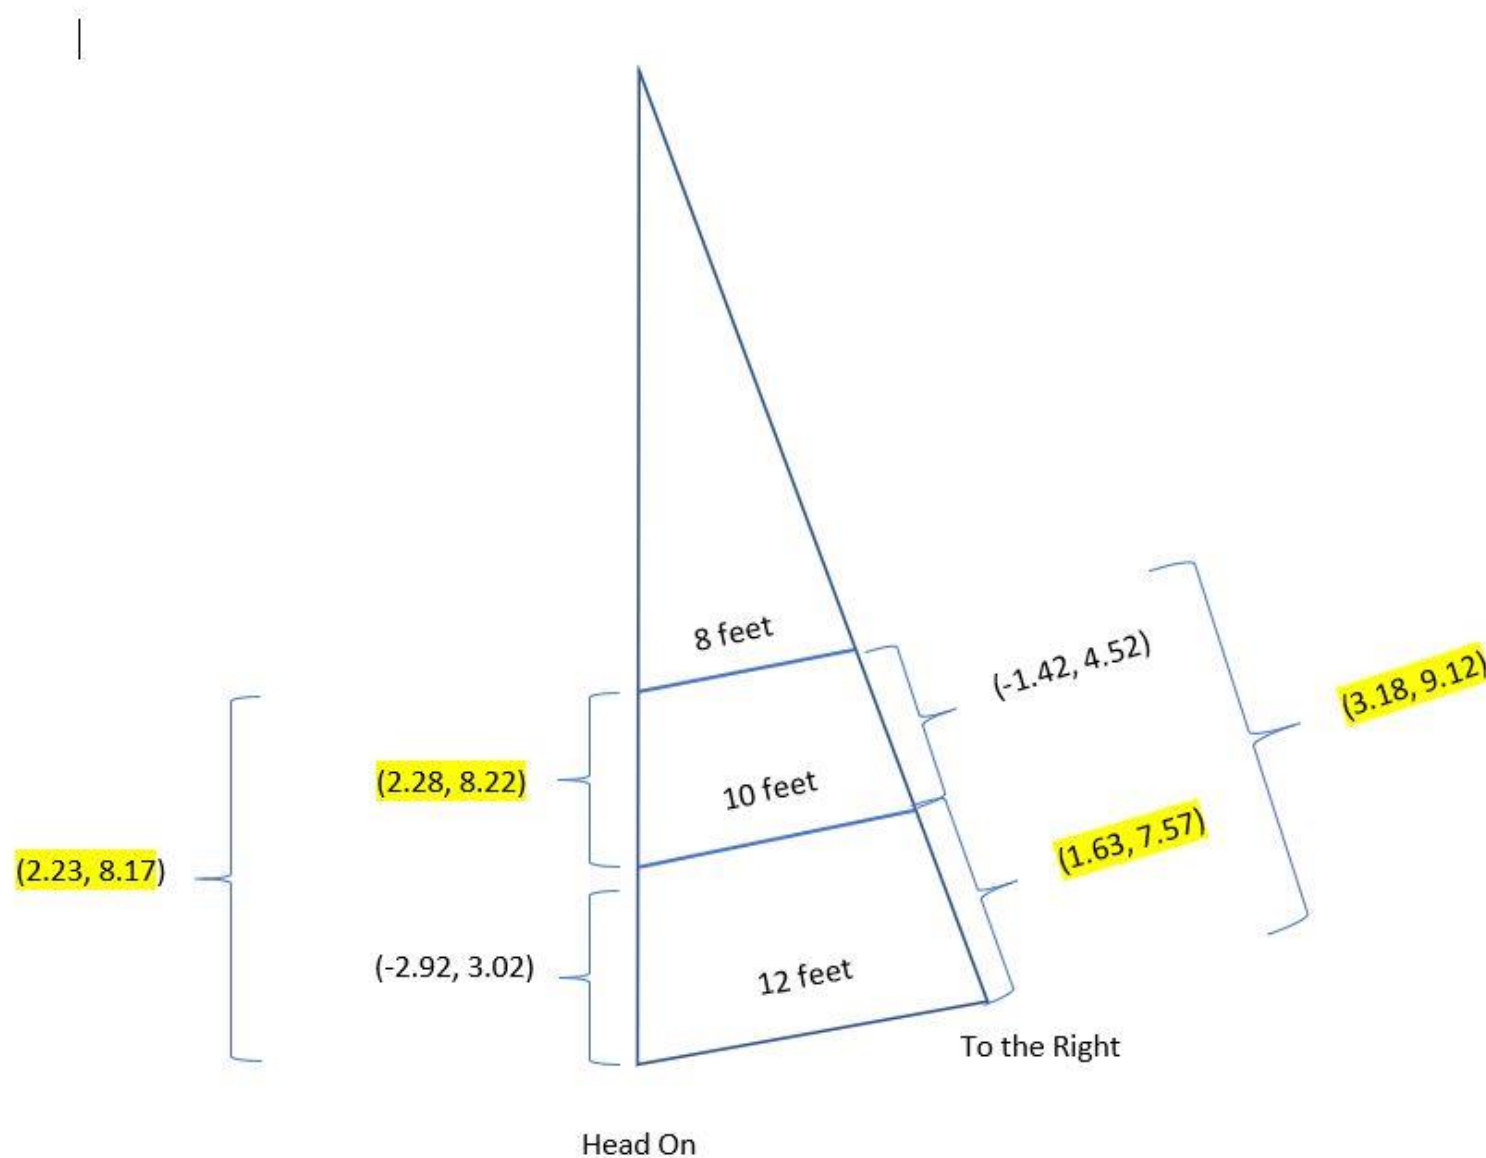 8 feet
(-1.42, 4.52)
(3.18, 9.12)
(2.28, 8.22)
10 feet
(1.63, 7.57)
(2.23, 8.17)
(-2.92, 3.02)
12 feet
To the Right
Head On